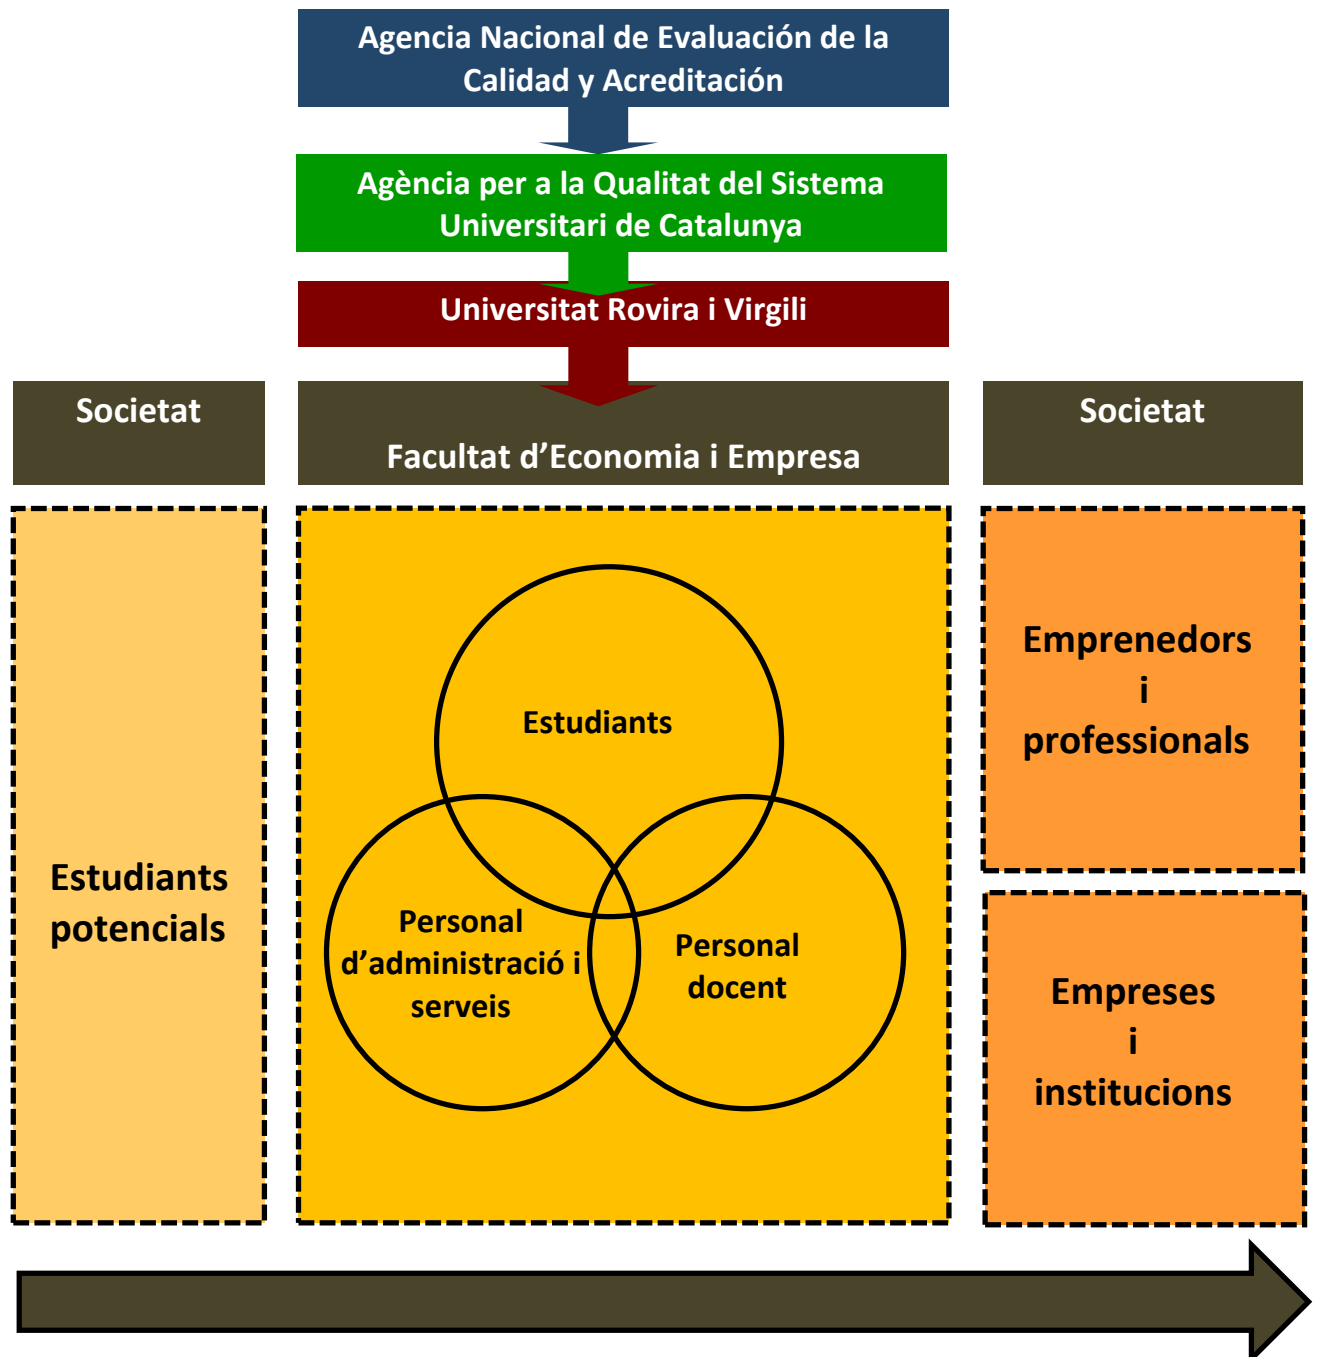 Agencia Nacional de Evaluación de la
Calidad y Acreditación
Agència per a la Qualitat del Sistema
Universitari de Catalunya
Universitat Rovira i Virgili
Societat
Facultat d’Economia i Empresa
Societat
Estudiants
potencials
Estudiants
Personal
d’administració i
serveis
Personal
docent
Emprenedors
i
professionals
Empreses
i
institucions